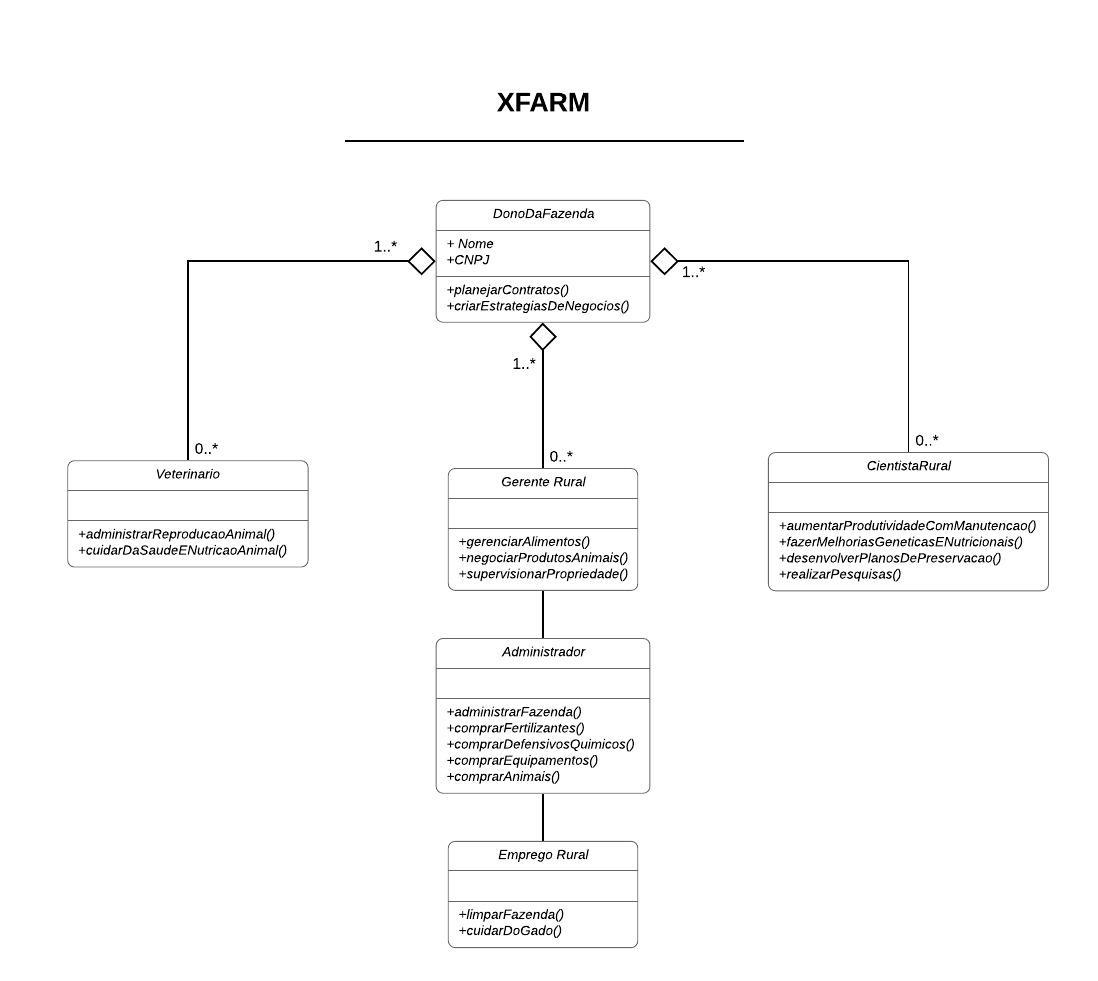 XFARM
DonoDaFazenda
+ Nome
+CNPJ
+planejarContratos()
+criarEstrategiasDeNegocios()
1..*
1..*
1..*
0..*
0..*
0..*
Veterinario
+administrarReproducaoAnimal()
+cuidarDaSaudeENutricaoAnimal()
Gerente Rural
+gerenciarAlimentos()
+negociarProdutosAnimais()
+supervisionarPropriedade()
CientistaRural
+aumentarProdutividadeComManutencao()
+fazerMelhoriasGeneticasENutricionais()
+desenvolverPlanosDePreservacao()
+realizarPesquisas()
Administrador
+administrarFazenda()
+comprarFertilizantes()
+comprarDefensivosQuimicos()
+comprarEquipamentos()
+comprarAnimais()
Emprego Rural
+limparFazenda()
+cuidarDoGado()